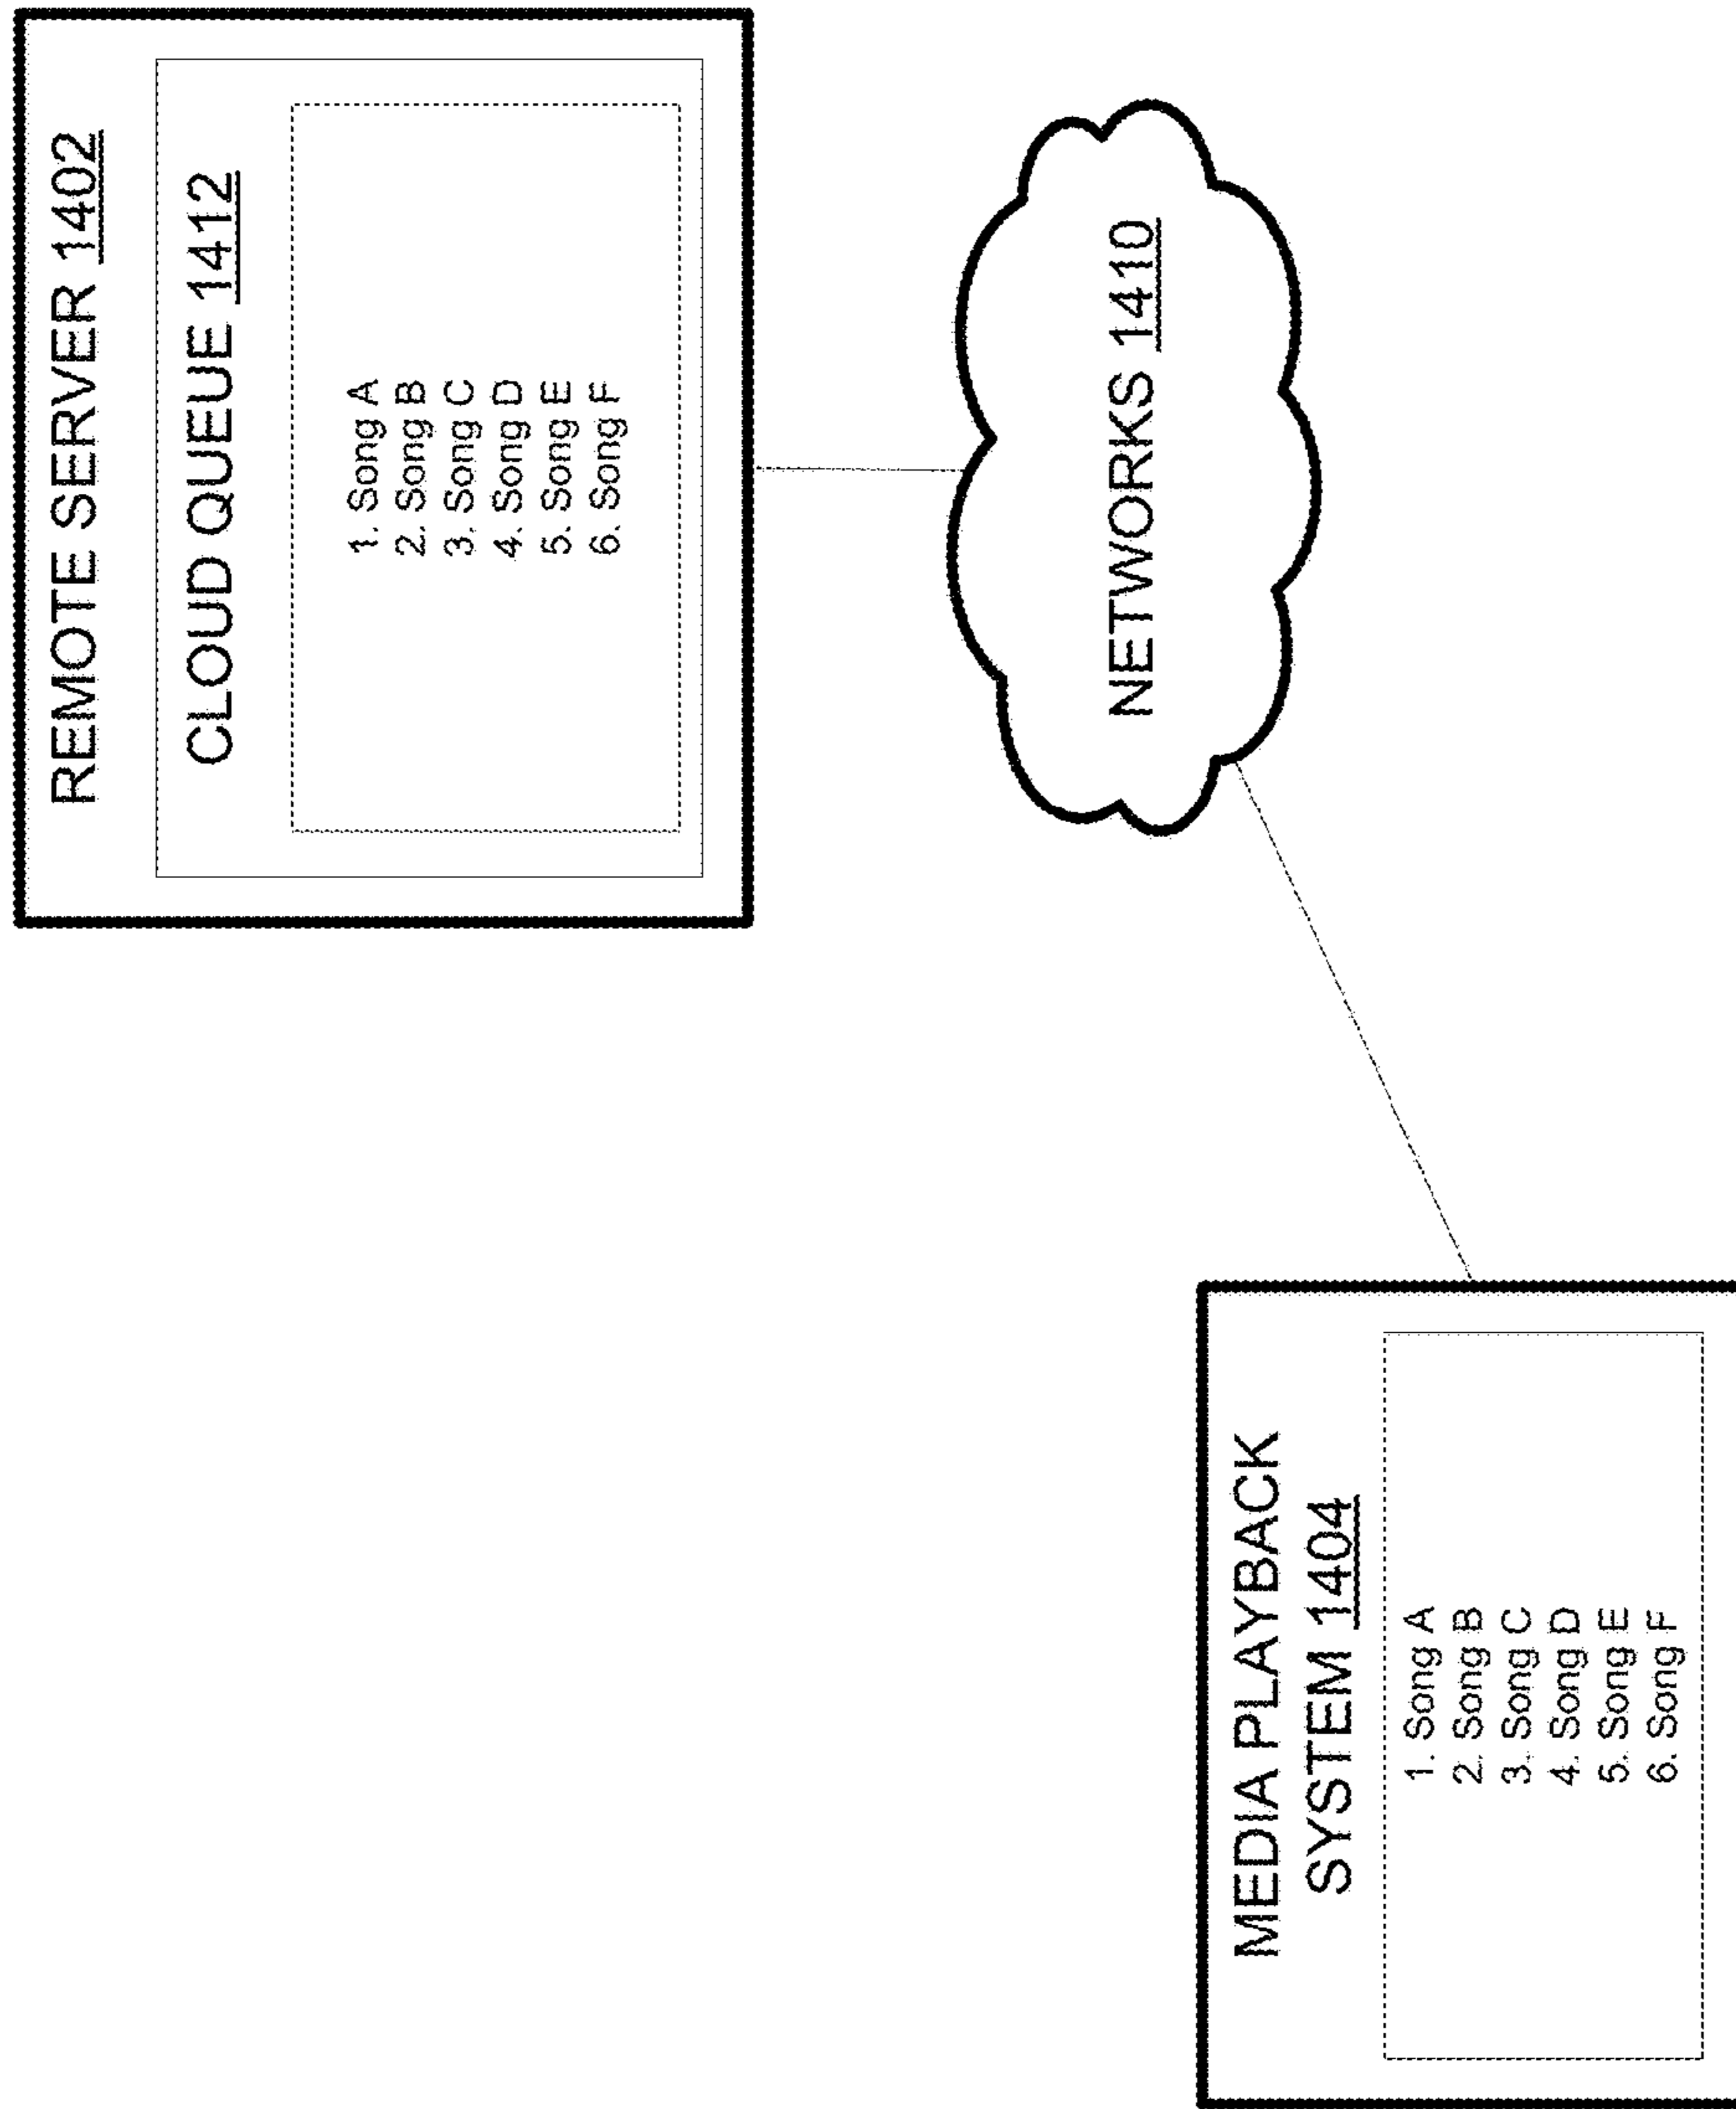 REMOTE SERVER 1402
CLOUD QUEUE 1412
1. Song A
2. Song B
3. Song C
4. Song D
5. Song E
6. Song F
NETWORKS 1410
MEDIA PLAYBACK
SYSTEM 1404
1. Song A
2. Song B
3. Song C
4. Song D
5. Song E
6. Song F